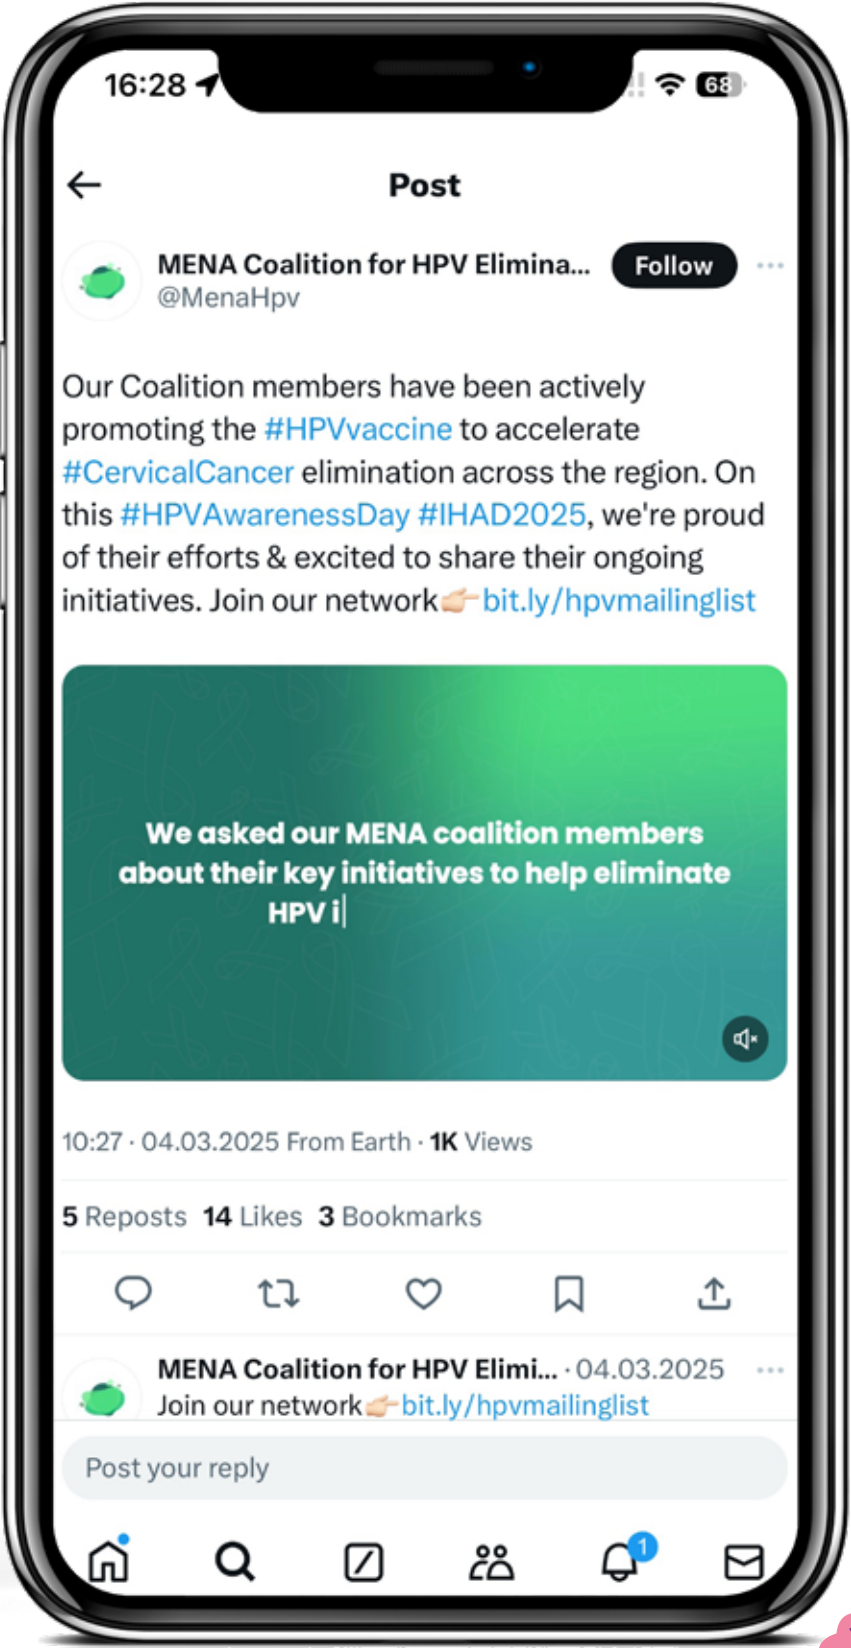 16:28
68
Post
MENA Coalition for HPV Elimina...
Follow
@MenaHpv
Our Coalition members have been actively
promoting the #HPVvaccine to accelerate
#CervicalCancer elimination across the region. On
this #HPVAwarenessDay #IHAD2025, we're proud
of their efforts & excited to share their ongoing
initiatives. Join our network👉🏻bit.ly/hpvmailinglist
We asked our MENA coalition members
about their key initiatives to help eliminate
HPV i
10:27 · 04.03.2025 From Earth · 1K Views
5 Reposts 14 Likes 3 Bookmarks
MENA Coalition for HPV Elimi... · 04.03.2025
Join our network👉🏻bit.ly/hpvmailinglist
Post your reply
1